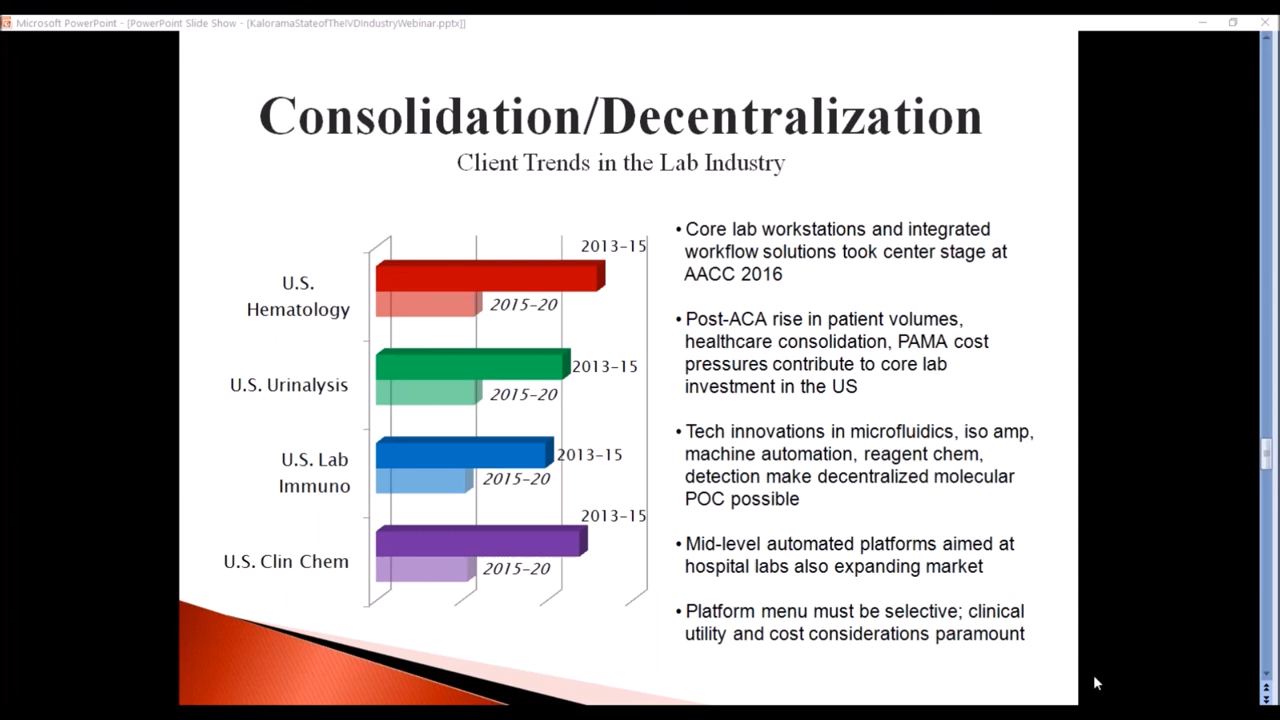 Microsoft PowerPoint - [PowerPoint Slide Show - [KaloramaStateofTheIVDIndustryWebinar.pptx]]
Consolidation/Decentralization
Client Trends in the Lab Industry
2013-15
U.S.
Hematology
2015-20
2013-15
U.S. Urinalysis
2015-20
2013-15
U.S. Lab
Immuno
2015-20
2013-15
U.S. Clin Chem
2015-20
• Core lab workstations and integrated
workflow solutions took center stage at
AACC 2016
• Post-ACA rise in patient volumes,
healthcare consolidation, PAMA cost
pressures contribute to core lab
investment in the US
• Tech innovations in microfluidics, iso amp,
machine automation, reagent chem,
detection make decentralized molecular
POC possible
• Mid-level automated platforms aimed at
hospital labs also expanding market
• Platform menu must be selective; clinical
utility and cost considerations paramount